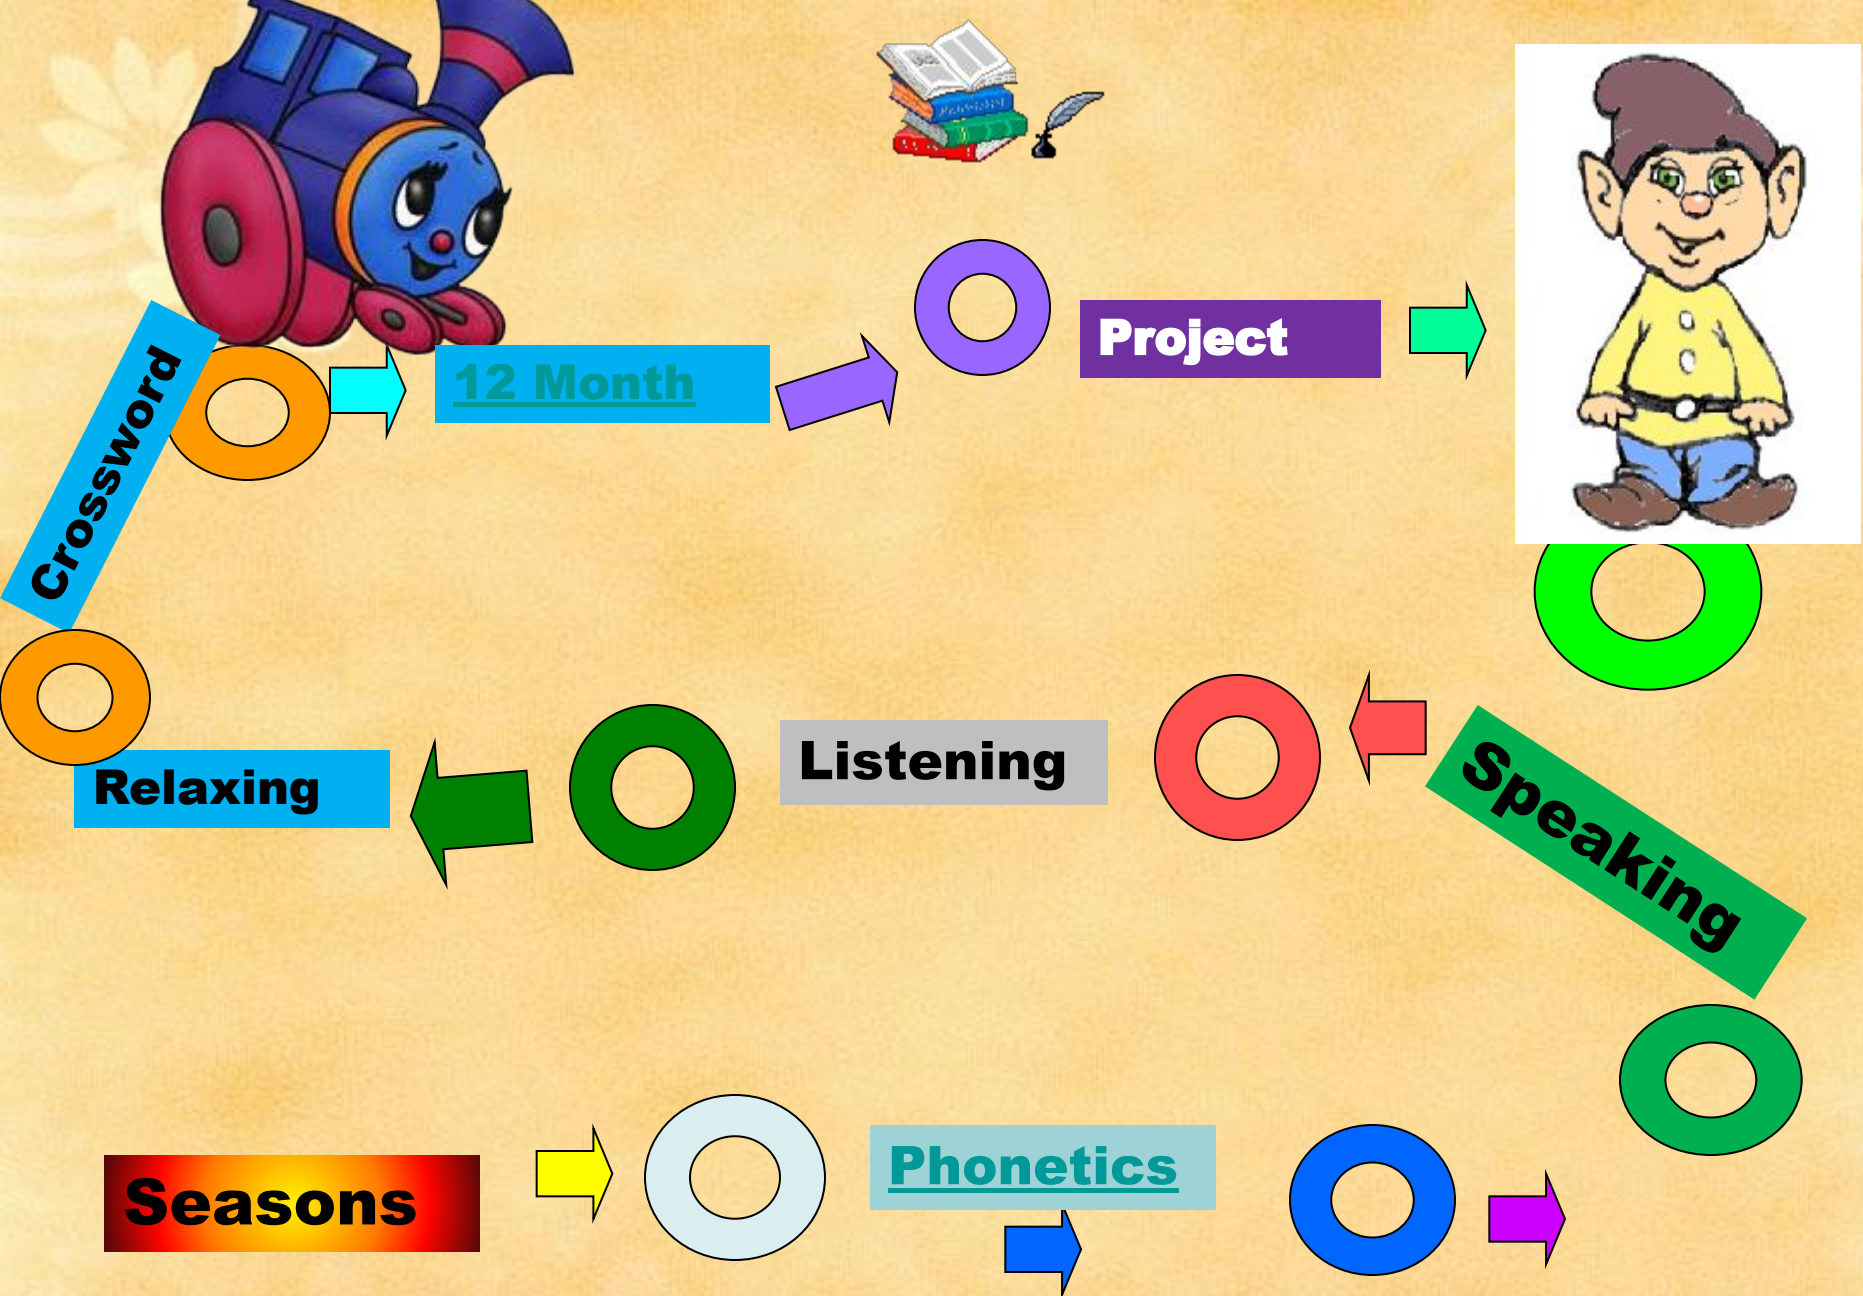 12 Month
Project
Crossword
Relaxing
Listening
Speaking
Seasons
Phonetics